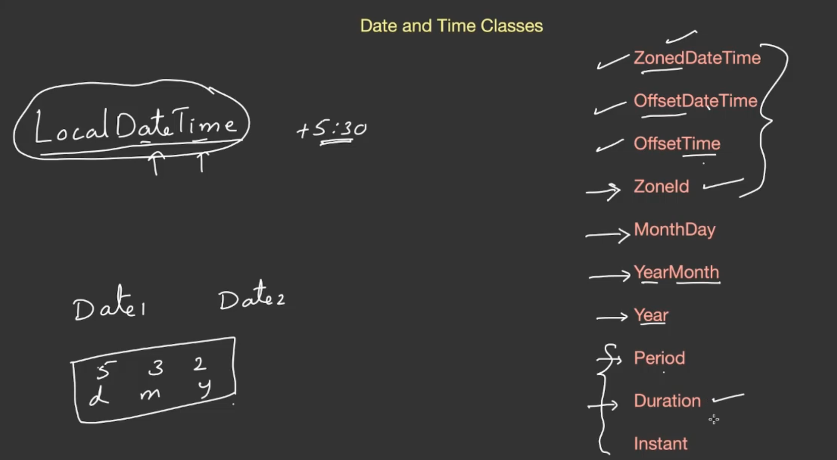 Date and Time Classes
LocalDateTime
+5:30
Date1 Date2
5 3 2
d m y
ZonedDateTime
OffsetDateTime
OffsetTime
ZoneId
MonthDay
YearMonth
Year
Period
Duration
Instant